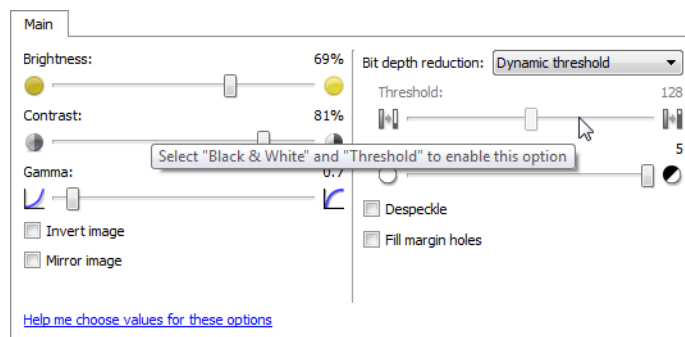 Main
Brightness: 69%
Contrast: 81%
Select "Black & White" and "Threshold" to enable this option
Gamma: 0.7
Invert image
Mirror image
Help me choose values for these options
Bit depth reduction: Dynamic threshold
Threshold: 128
5
Despeckle
Fill margin holes